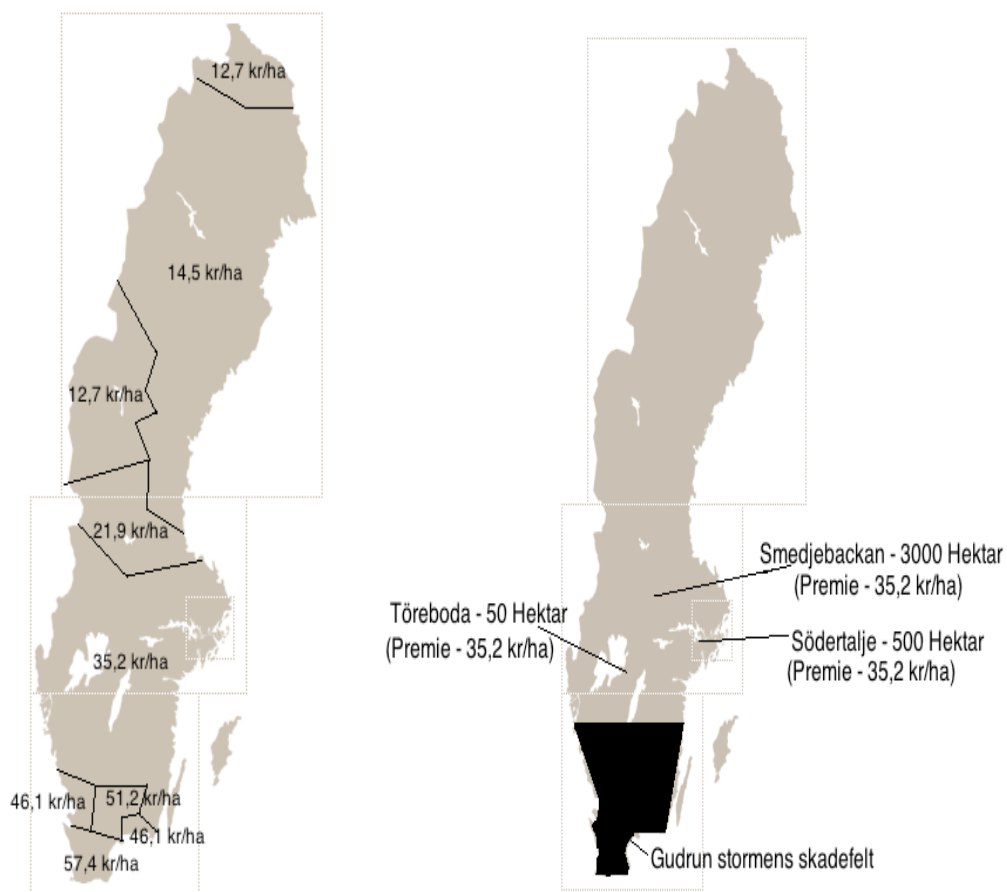 12,7 kr/ha
14,5 kr/ha
12,7 kr/ha
21,9 kr/ha
35,2 kr/ha
46,1 kr/ha
51,2 kr/ha
46,1 kr/ha
57,4 kr/ha
Smedjebackan - 3000 Hektar
(Premie - 35,2 kr/ha)
Töreboda - 50 Hektar
(Premie - 35,2 kr/ha)
Södertalje - 500 Hektar
(Premie - 35,2 kr/ha)
Gudrun stormens skadefelt